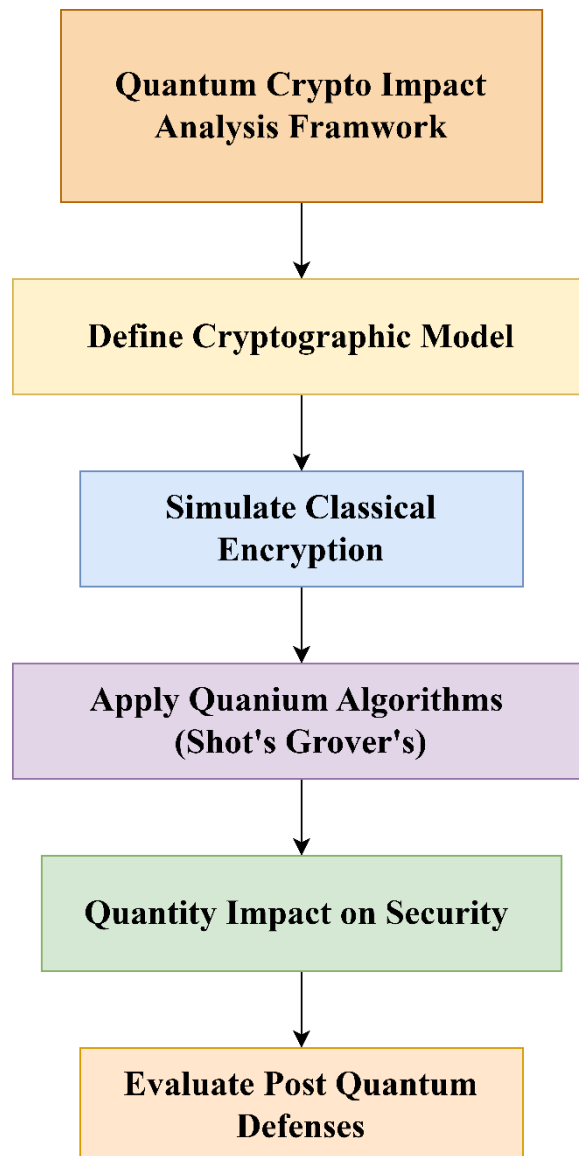 Quantum Crypto Impact
Analysis Framwork
Define Cryptographic Model
Simulate Classical
Encryption
Apply Quanium Algorithms
(Shot's Grover's)
Quantity Impact on Security
Evaluate Post Quantum
Defenses